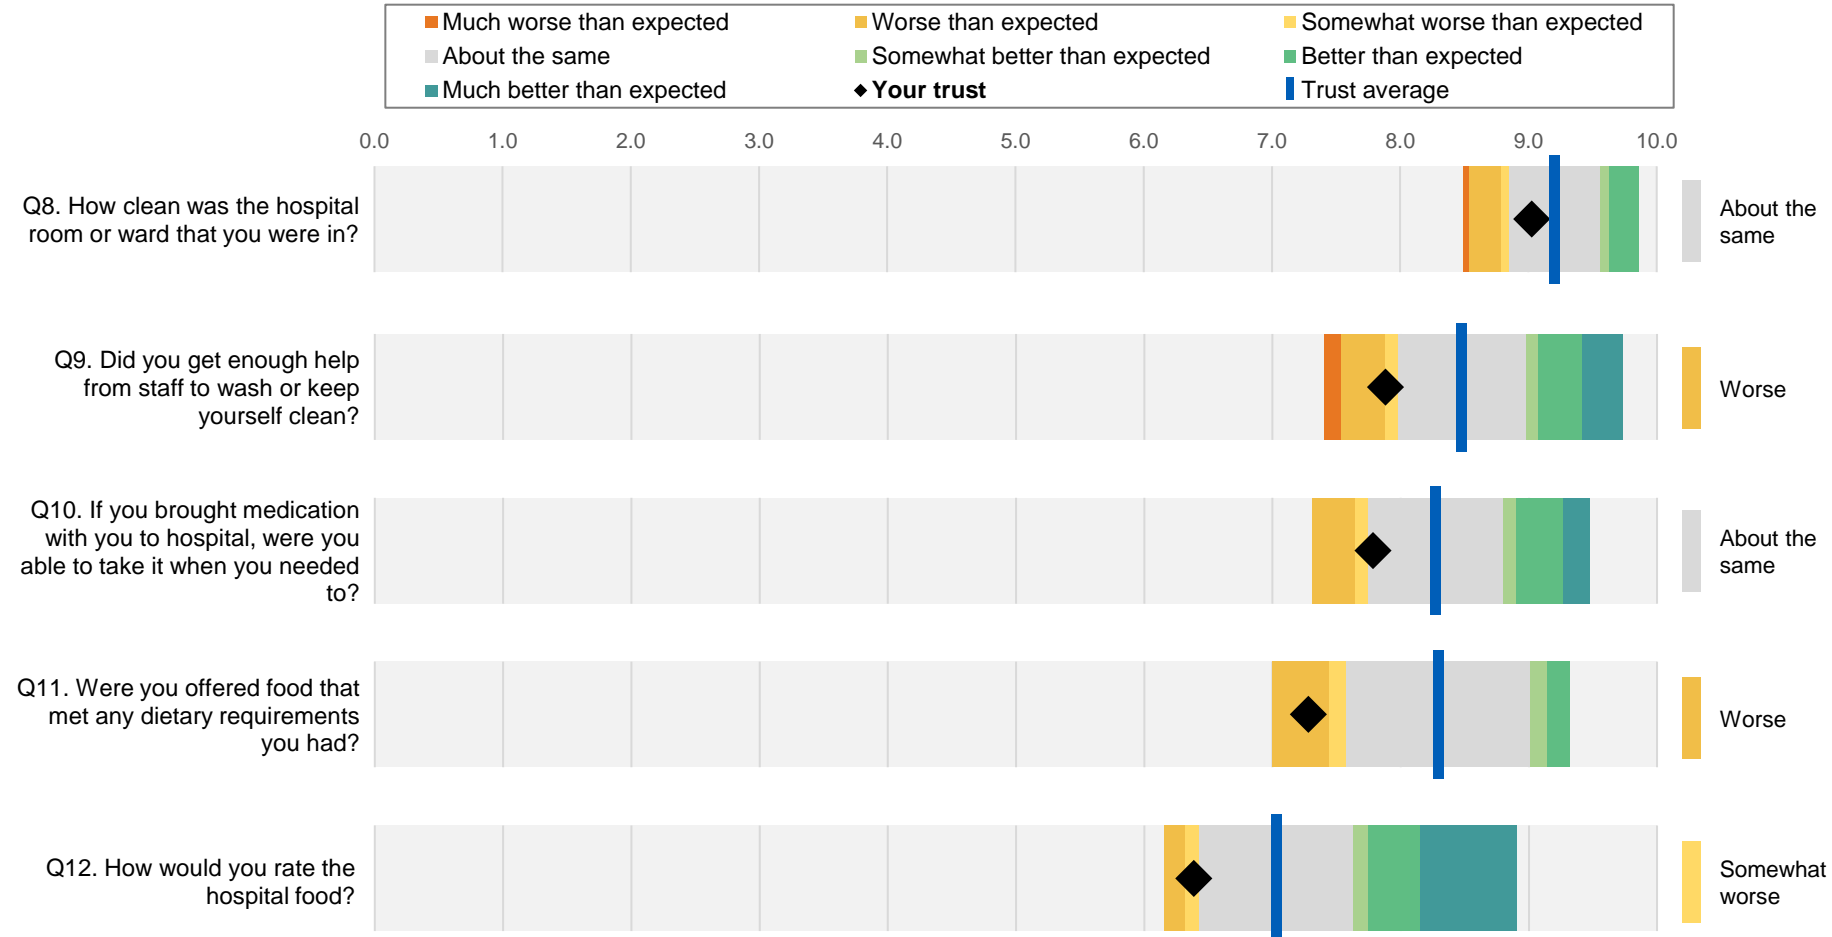 Much worse than expected
Worse than expected
Somewhat worse than expected
About the same
Somewhat better than expected
Better than expected
Much better than expected
Your trust
Trust average
0.0 1.0 2.0 3.0 4.0 5.0 6.0 7.0 8.0 9.0 10.0
Q8. How clean was the hospital
room or ward that you were in?
About the
same
Q9. Did you get enough help
from staff to wash or keep
yourself clean?
Worse
Q10. If you brought medication
with you to hospital, were you
able to take it when you needed
to?
About the
same
Q11. Were you offered food that
met any dietary requirements
you had?
Worse
Q12. How would you rate the
hospital food?
Somewhat
worse